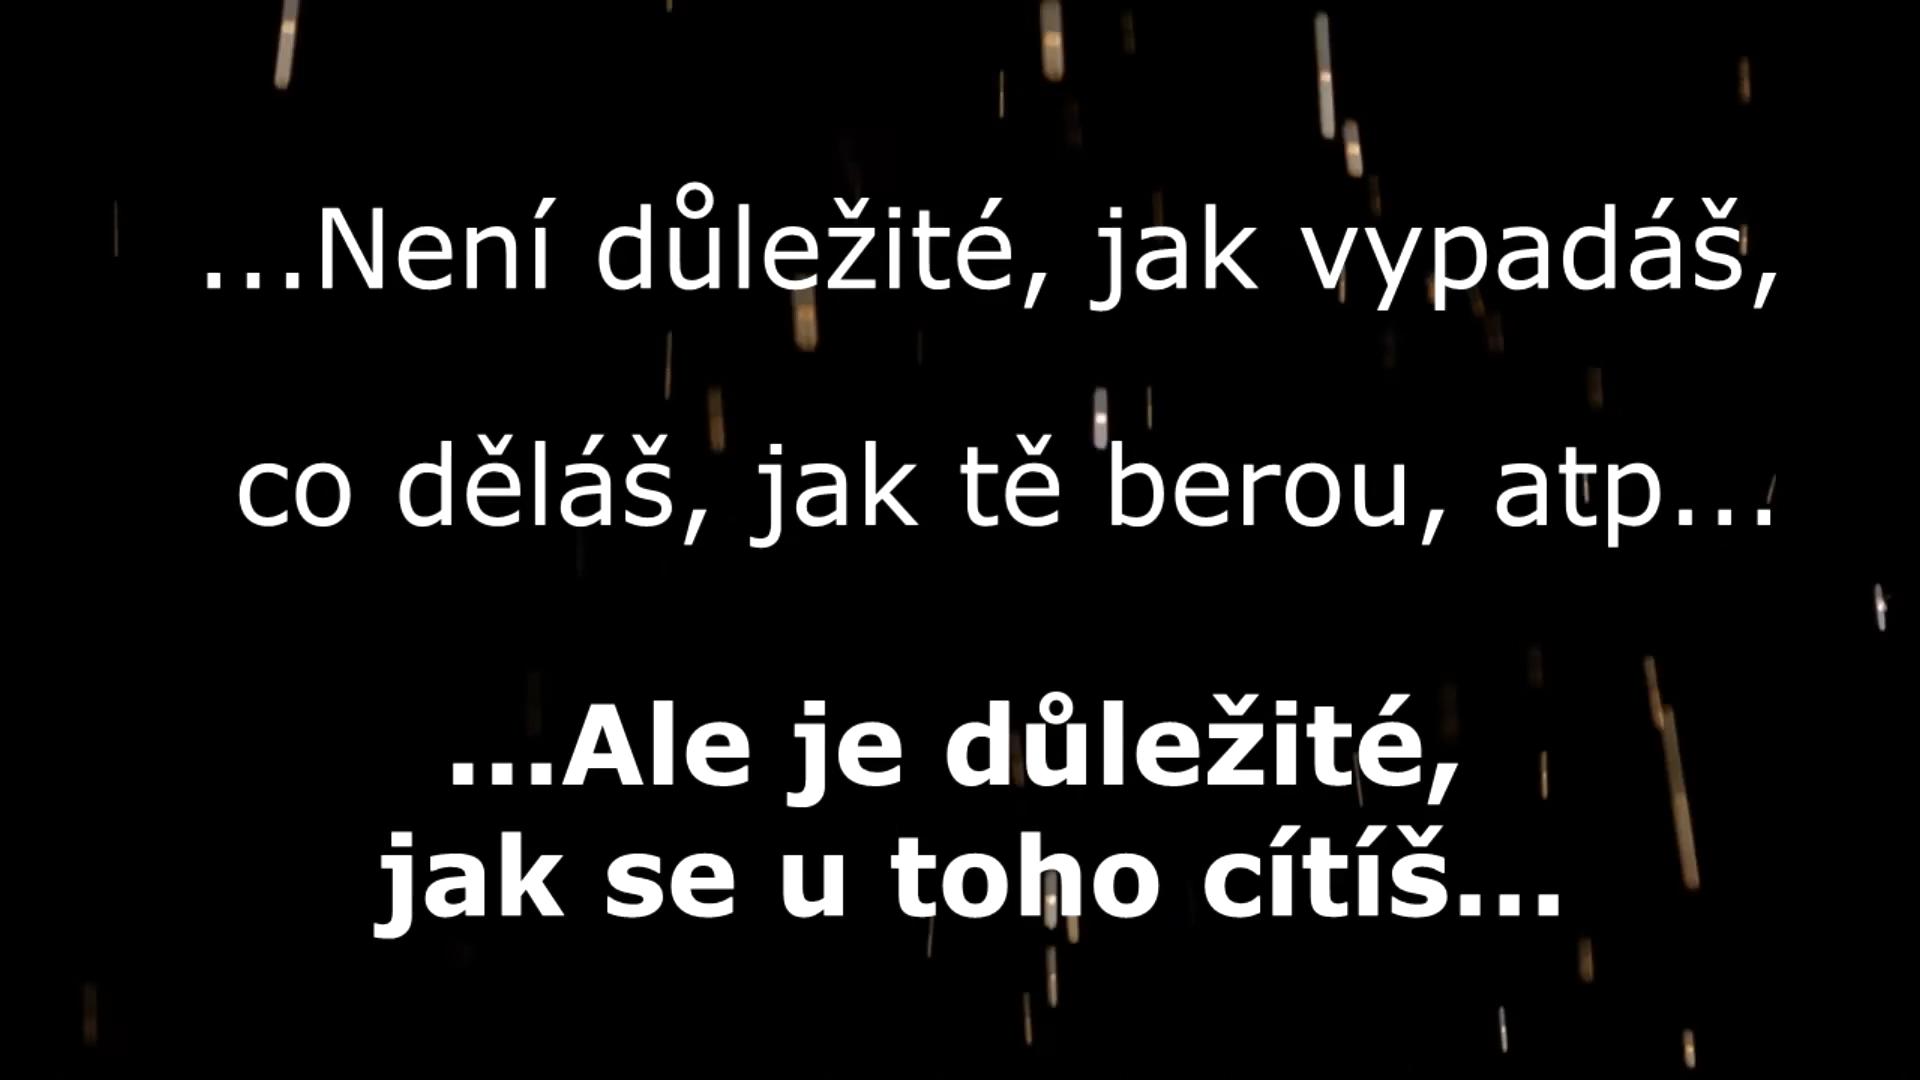 ...Není důležité, jak vypadáš,
co děláš, jak tě berou, atp...
...Ale je důležité,
jak se u toho cítíš...